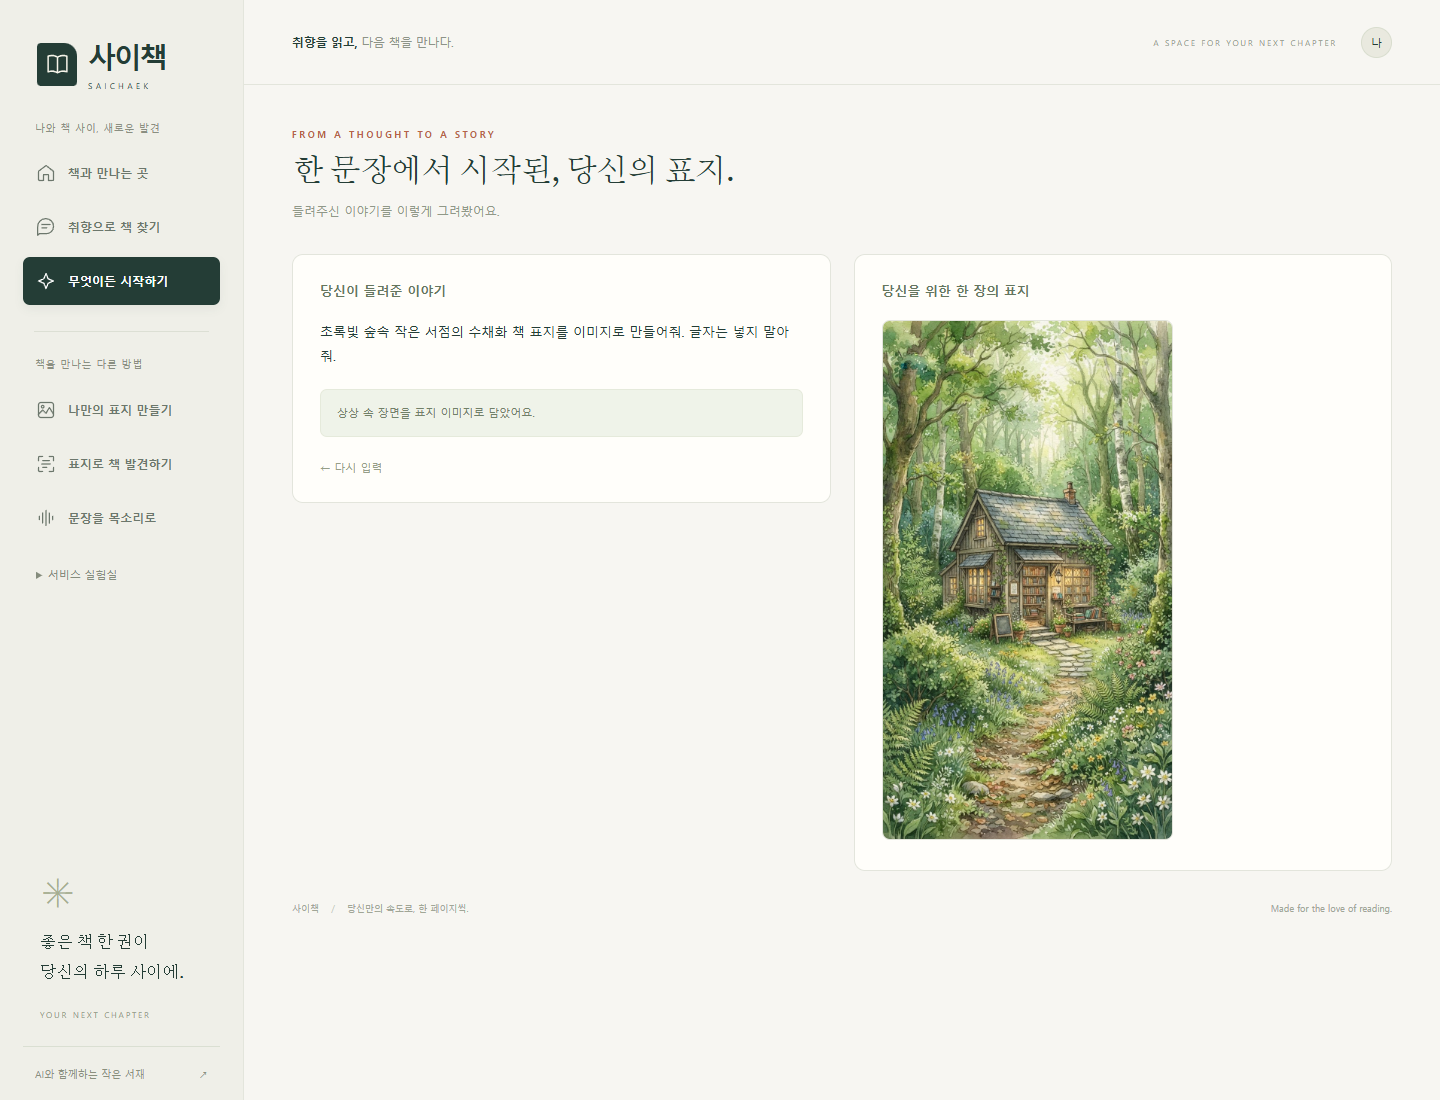 사이책
SAICHAEK
나와 책 사이, 새로운 발견
책과 만나는 곳
취향으로 책 찾기
무엇이든 시작하기
책을 만나는 다른 방법
나만의 표지 만들기
표지로 책 발견하기
문장을 목소리로
▶ 서비스 실험실
좋은 책 한 권이
당신의 하루 사이에.
YOUR NEXT CHAPTER
AI와 함께하는 작은 서재 ↗
취향을 읽고, 다음 책을 만나다.
A SPACE FOR YOUR NEXT CHAPTER
나
FROM A THOUGHT TO A STORY
한 문장에서 시작된, 당신의 표지.
들려주신 이야기를 이렇게 그려봤어요.
당신이 들려준 이야기
초록빛 숲속 작은 서점의 수채화 책 표지를 이미지로 만들어줘. 글자는 넣지 말아
줘.
상상 속 장면을 표지 이미지로 담았어요.
← 다시 입력
당신을 위한 한 장의 표지
사이책 / 당신만의 속도로, 한 페이지씩.
Made for the love of reading.